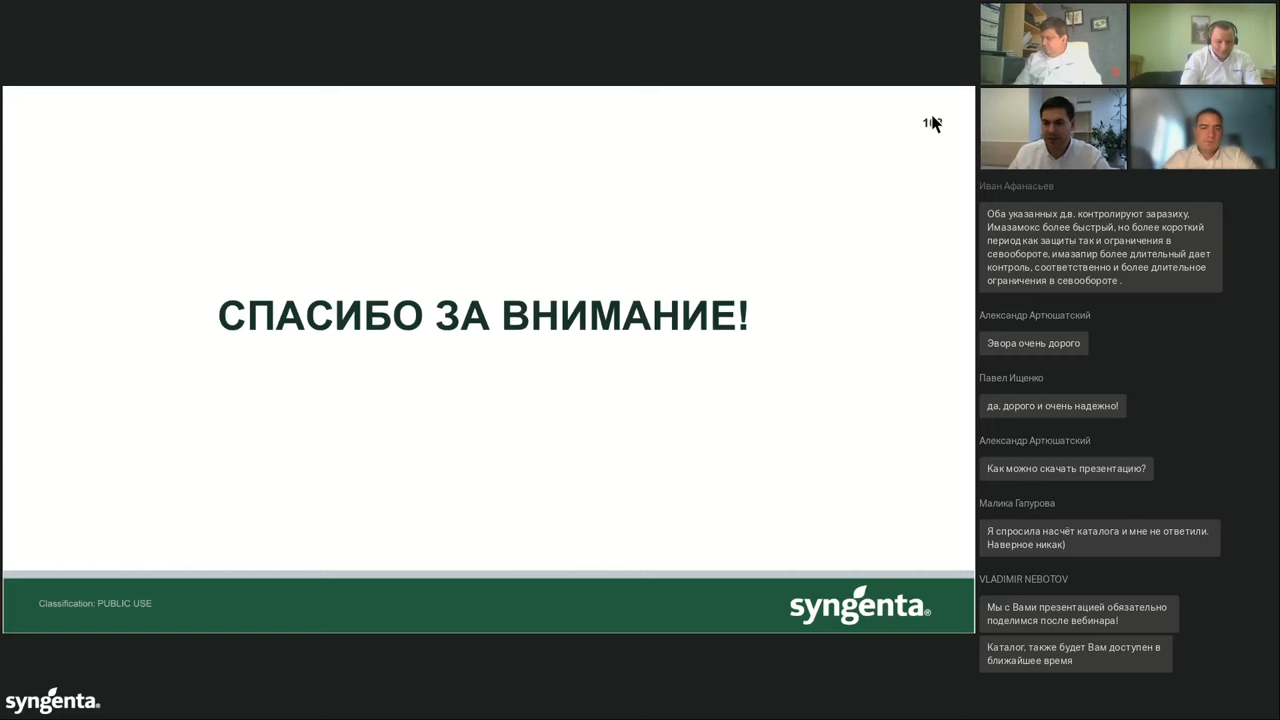 СПАСИБО ЗА ВНИМАНИЕ!
Classification: PUBLIC USE
syngenta®
syngenta®
Иван Афанасьев
Оба указанных д.в. контролируют заразиху,
Имазамокс более быстрый, но более короткий
период как защиты так и ограничения в
севообороте, имазапир более длительный дает
контроль, соответственно и более длительное
ограничения в севообороте .
Александр Артюшатский
Эвора очень дорого
Павел Ищенко
да, дорого и очень надежно!
Александр Артюшатский
Как можно скачать презентацию?
Малика Гапурова
Я спросила насчёт каталога и мне не ответили.
Наверное никак)
VLADIMIR NEBOTOV
Мы с Вами презентацией обязательно
поделимся после вебинара!
Каталог, также будет Вам доступен в
ближайшее время